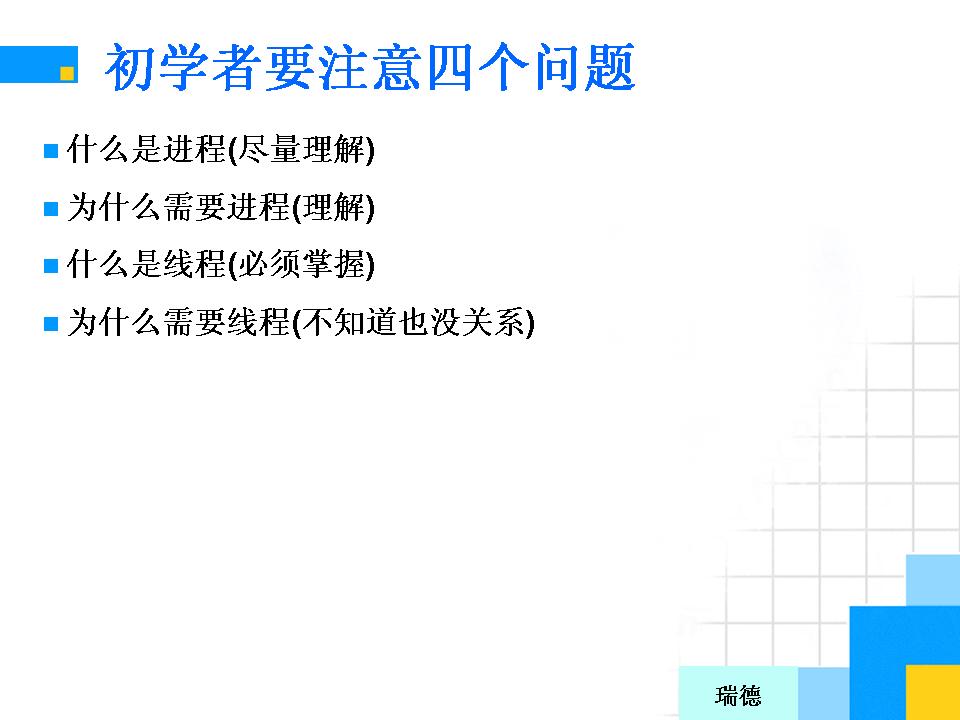 初学者要注意四个问题
什么是进程(尽量理解)
为什么需要进程(理解)
什么是线程(必须掌握)
为什么需要线程(不知道也没关系)
瑞德